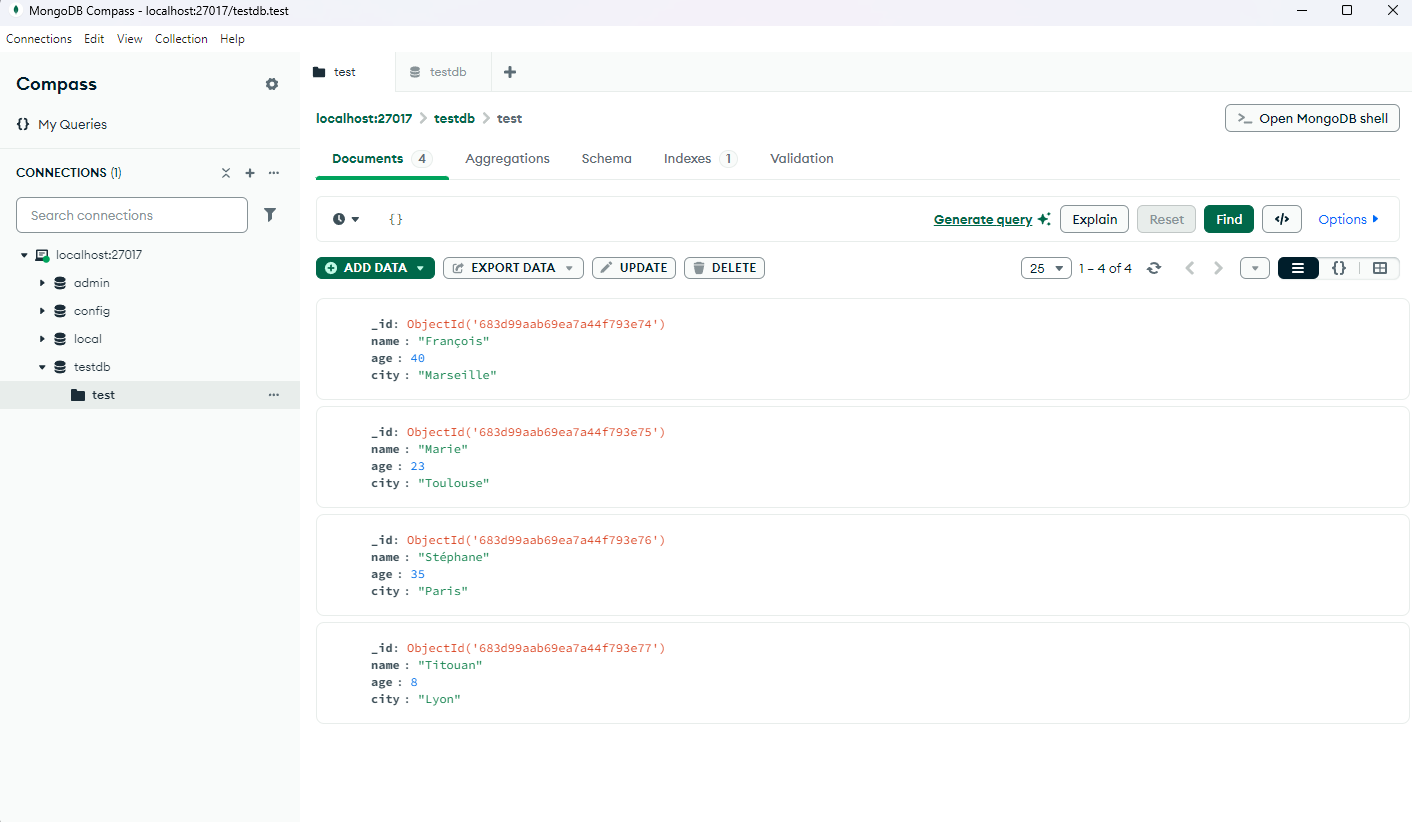 MongoDB Compass - localhost:27017/testdb.test
Connections Edit View Collection Help
Compass
{} My Queries
CONNECTIONS (1)
Search connections
localhost:27017
admin
config
local
testdb
test
test testdb
localhost:27017 testdb test
>_ Open MongoDB shell
Documents 4 Aggregations Schema Indexes 1 Validation
{} Generate query Explain Reset Find </> Options
ADD DATA EXPORT DATA UPDATE DELETE 25 1 – 4 of 4 {}
_id: ObjectId('683d99aab69ea7a44f793e74')
name : "François"
age : 40
city : "Marseille"
_id: ObjectId('683d99aab69ea7a44f793e75')
name : "Marie"
age : 23
city : "Toulouse"
_id: ObjectId('683d99aab69ea7a44f793e76')
name : "Stéphane"
age : 35
city : "Paris"
_id: ObjectId('683d99aab69ea7a44f793e77')
name : "Titouan"
age : 8
city : "Lyon"